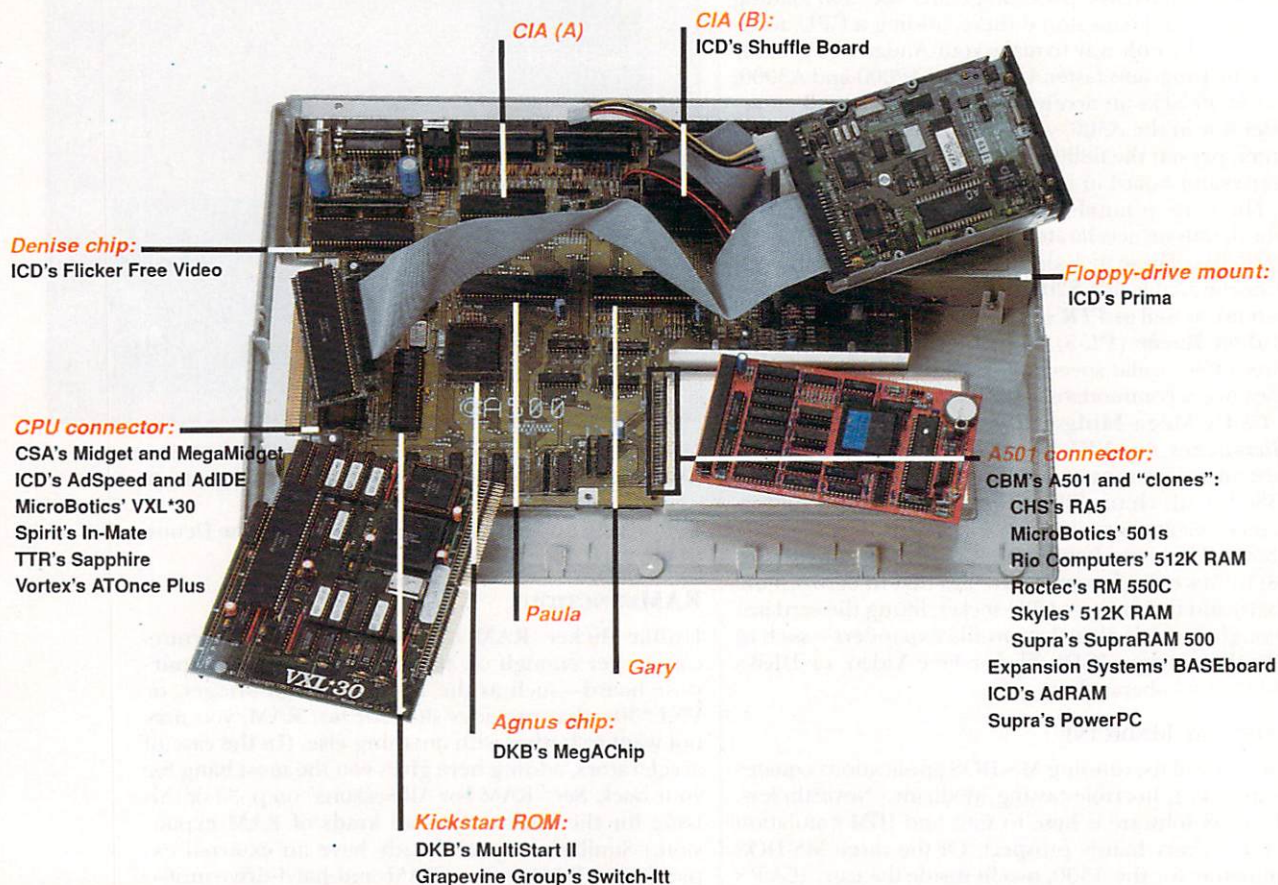 CIA (A)
CIA (B):
ICD's Shuffle Board
Denise chip:
ICD's Flicker Free Video
Floppy-drive mount:
ICD's Prima
©A500
CPU connector:
CSA's Midget and MegaMidget
ICD's AdSpeed and AdIDE
MicroBotics' VXL*30
Spirit's In-Mate
TTR's Sapphire
Vortex's ATOnce Plus
A501 connector:
CBM's A501 and "clones":
CHS's RA5
MicroBotics' 501s
Rio Computers' 512K RAM
Roctec's RM 550C
Skyles' 512K RAM
Supra's SupraRAM 500
Expansion Systems' BASEboard
ICD's AdRAM
Supra's PowerPC
VXL·30
Paula
Gary
Agnus chip:
DKB's MegAChip
Kickstart ROM:
DKB's MultiStart II
Grapevine Group's Switch-Itt